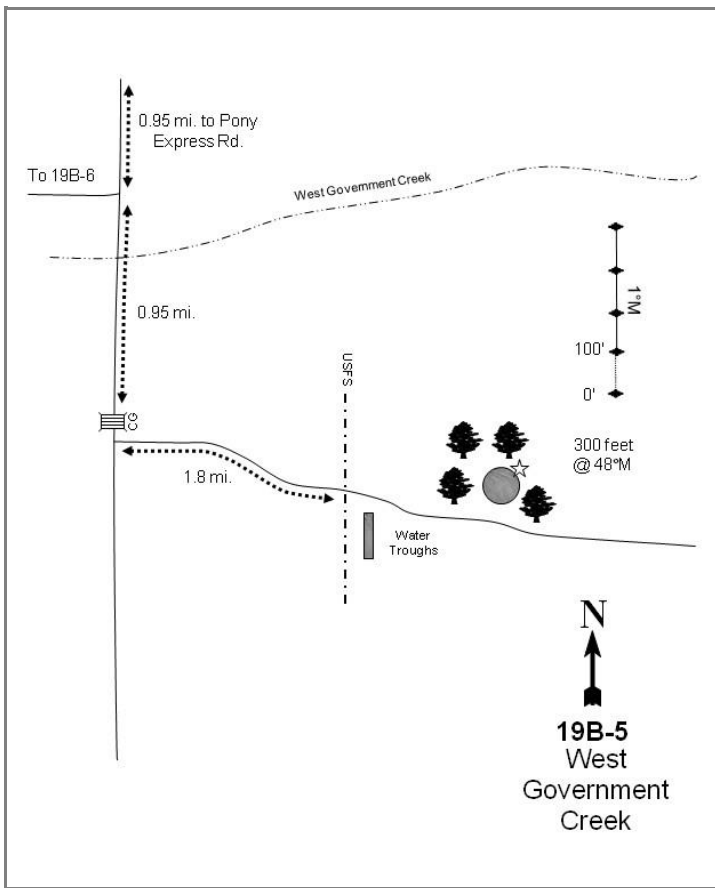 0.95 mi. to Pony
Express Rd.
To 19B-6
West Government Creek
1°M
0.95 mi.
100'
USFS
0'
CG
300 feet
@ 48°M
1.8 mi.
Water
Troughs
N
19B-5
West
Government
Creek